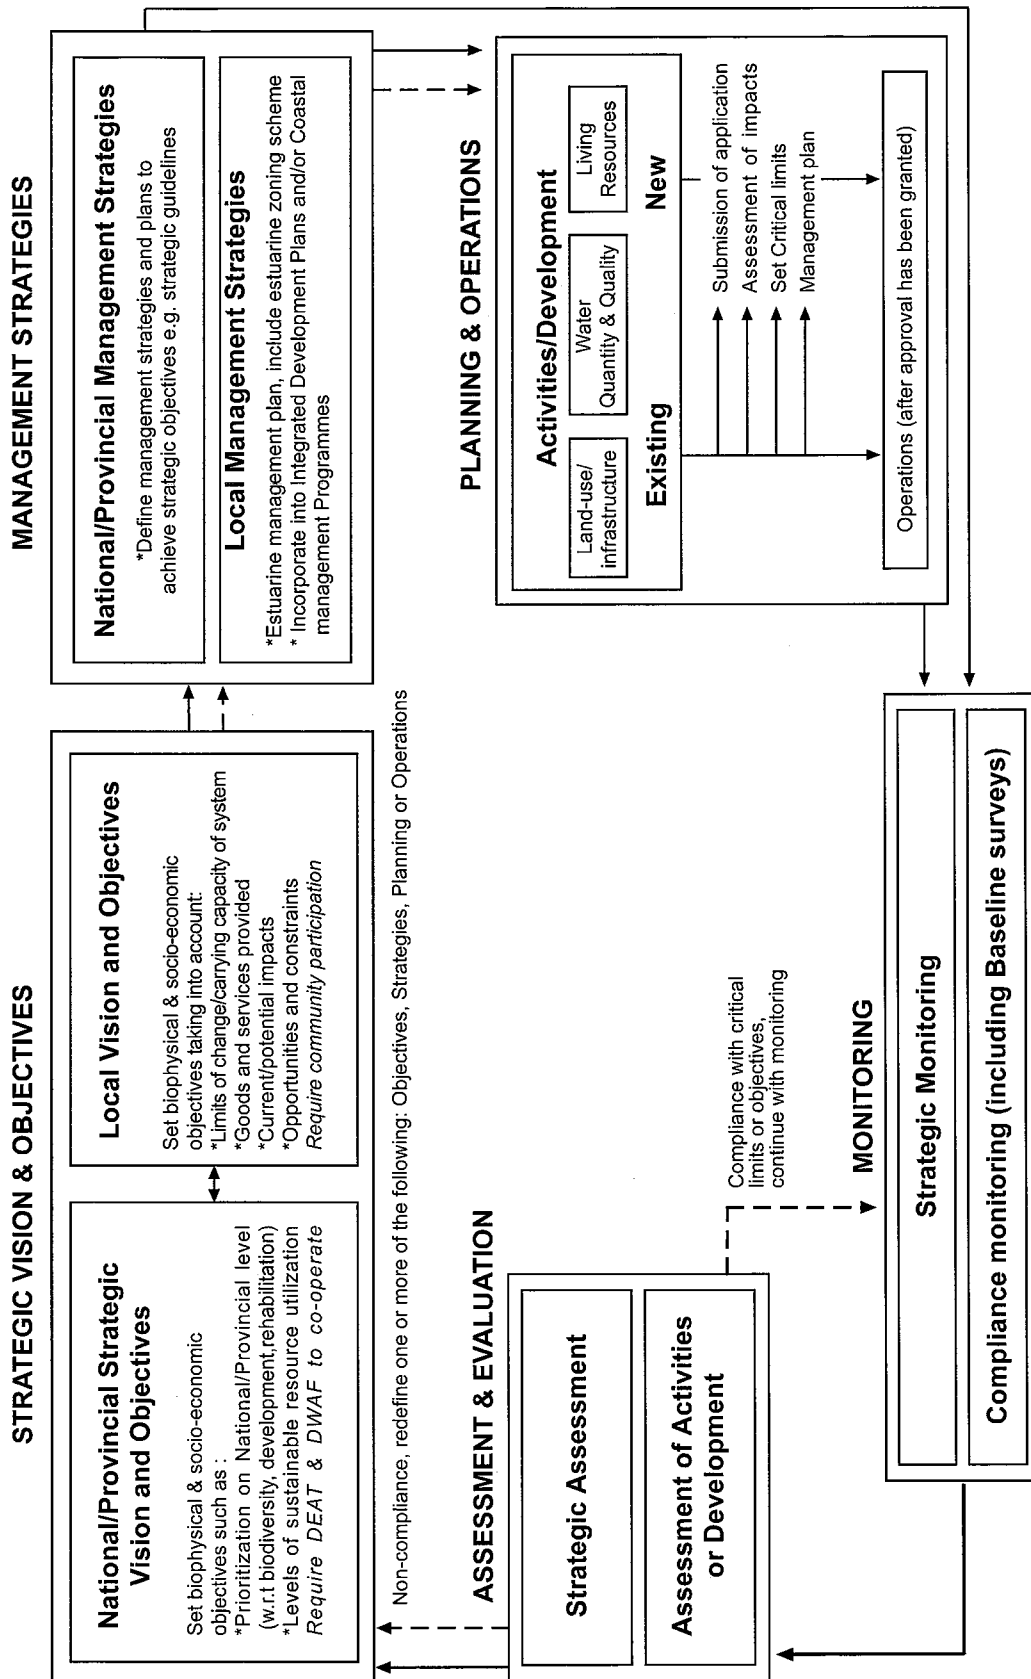 STRATEGIC VISION & OBJECTIVES
National/Provincial Strategic
Vision and Objectives
Set biophysical & socio-economic
objectives such as :
*Prioritization on National/Provincial level
(w.r.t biodiversity, development,rehabilitation)
*Levels of sustainable resource utilization
Require DEAT & DWAF to co-operate
Local Vision and Objectives
Set biophysical & socio-economic
objectives taking into account:
*Limits of change/carrying capacity of system
*Goods and services provided
*Current/potential impacts
*Opportunities and constraints
Require community participation
MANAGEMENT STRATEGIES
National/Provincial Management Strategies
*Define management strategies and plans to
achieve strategic objectives e.g. strategic guidelines
Local Management Strategies
*Estuarine management plan, include estuarine zoning scheme
* Incorporate into Integrated Development Plans and/or Coastal
management Programmes
Non-compliance, redefine one or more of the following: Objectives, Strategies, Planning or Operations
ASSESSMENT & EVALUATION
Strategic Assessment
Assessment of Activities
or Development
Compliance with critical
limits or objectives,
continue with monitoring
PLANNING & OPERATIONS
Activities/Development
Land-use/
infrastructure
Water
Quantity & Quality
Living
Resources
Existing
New
Submission of application
Assessment of impacts
Set Critical limits
Management plan
Operations (after approval has been granted)
MONITORING
Strategic Monitoring
Compliance monitoring (including Baseline surveys)